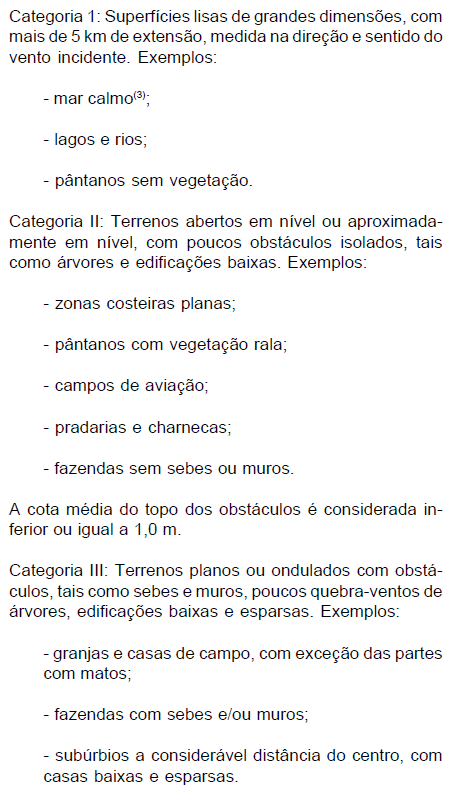 Categoria 1: Superfícies lisas de grandes dimensões, com
mais de 5 km de extensão, medida na direção e sentido do
vento incidente. Exemplos:
- mar calmo(3);
- lagos e rios;
- pântanos sem vegetação.
Categoria II: Terrenos abertos em nível ou aproximada-
mente em nível, com poucos obstáculos isolados, tais
como árvores e edificações baixas. Exemplos:
- zonas costeiras planas;
- pântanos com vegetação rala;
- campos de aviação;
- pradarias e charnecas;
- fazendas sem sebes ou muros.
A cota média do topo dos obstáculos é considerada in-
ferior ou igual a 1,0 m.
Categoria III: Terrenos planos ou ondulados com obstá-
culos, tais como sebes e muros, poucos quebra-ventos de
árvores, edificações baixas e esparsas. Exemplos:
- granjas e casas de campo, com exceção das partes
com matos;
- fazendas com sebes e/ou muros;
- subúrbios a considerável distância do centro, com
casas baixas e esparsas.